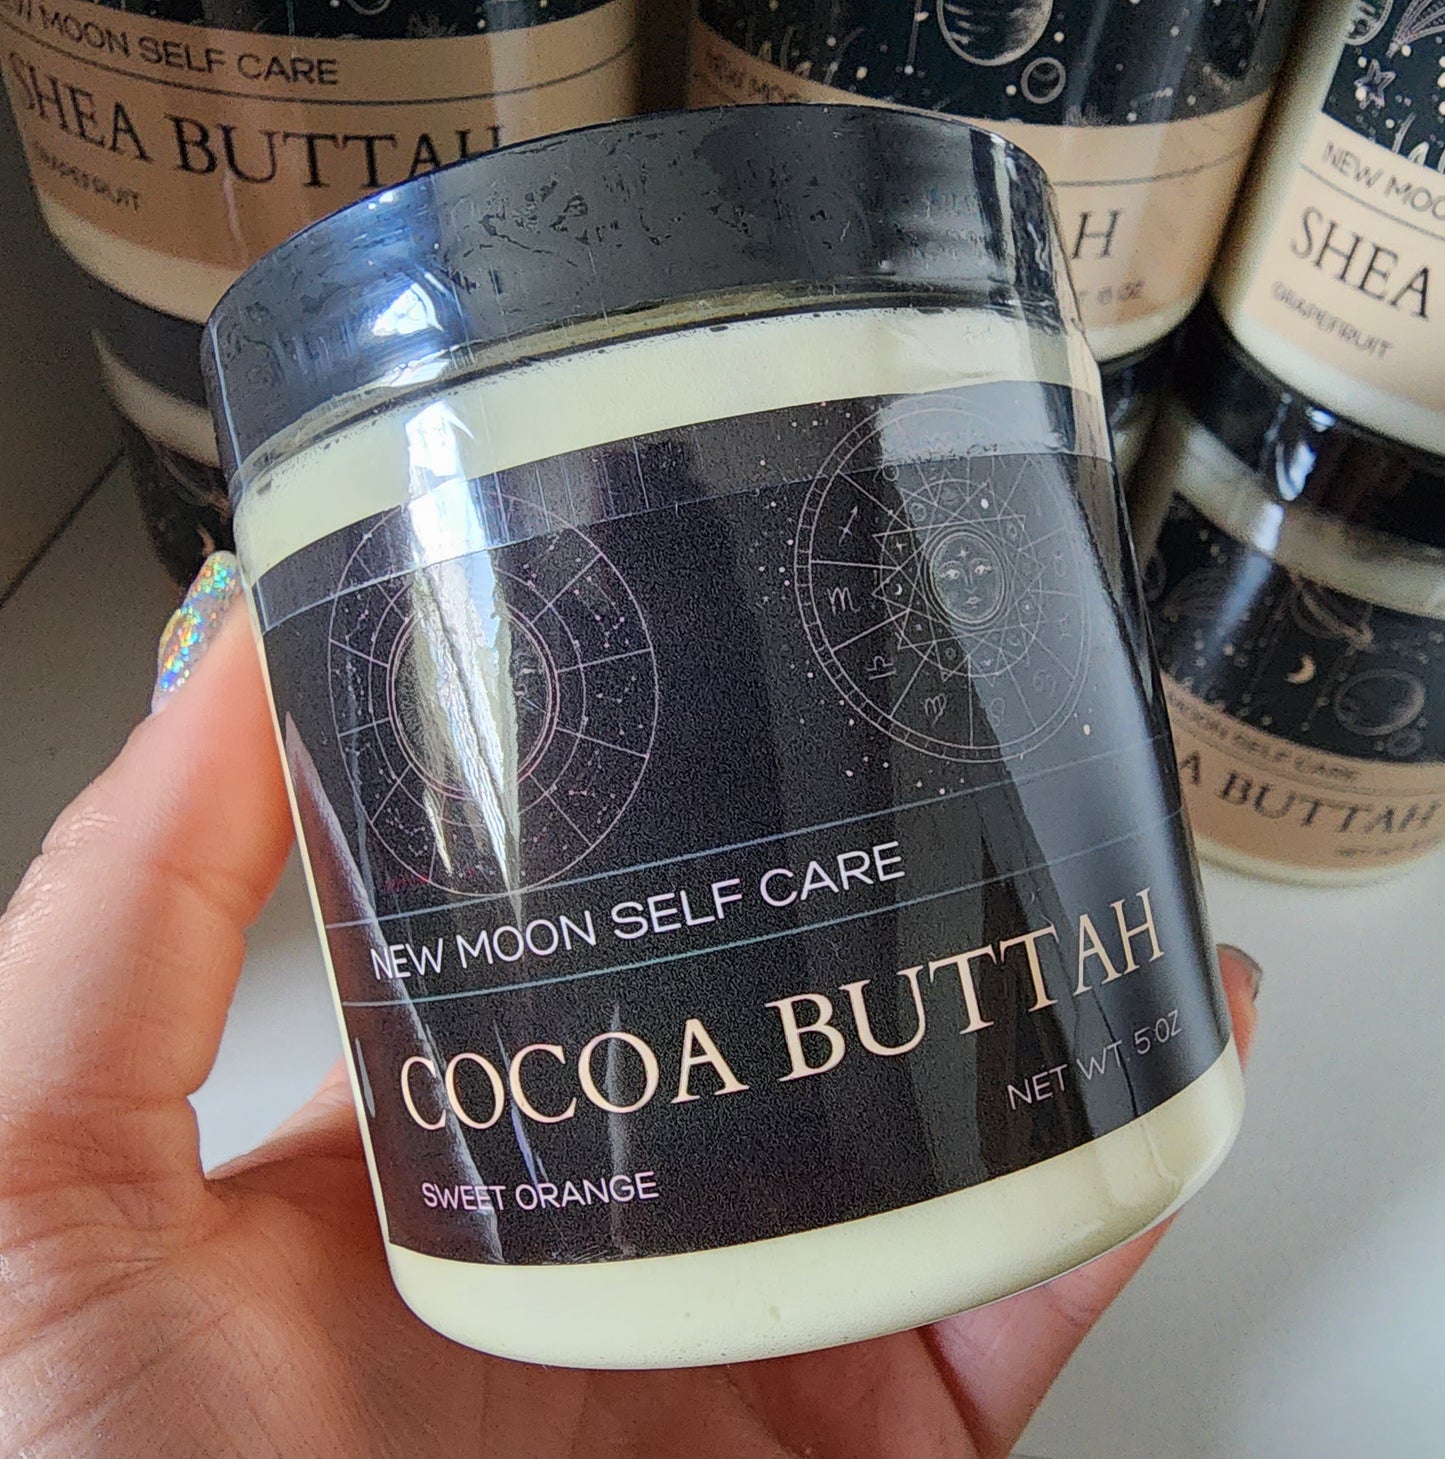 NEW MOON SELF CARE
COCOA BUTTAH
NET WT. 5 OZ
SWEET ORANGE
MOON SELF CARE
SHEA BUTTAH
GRAPEFRUIT
NEW
SHEA
GRAPEFRUIT
MOON SELF CARE
BUTTAH